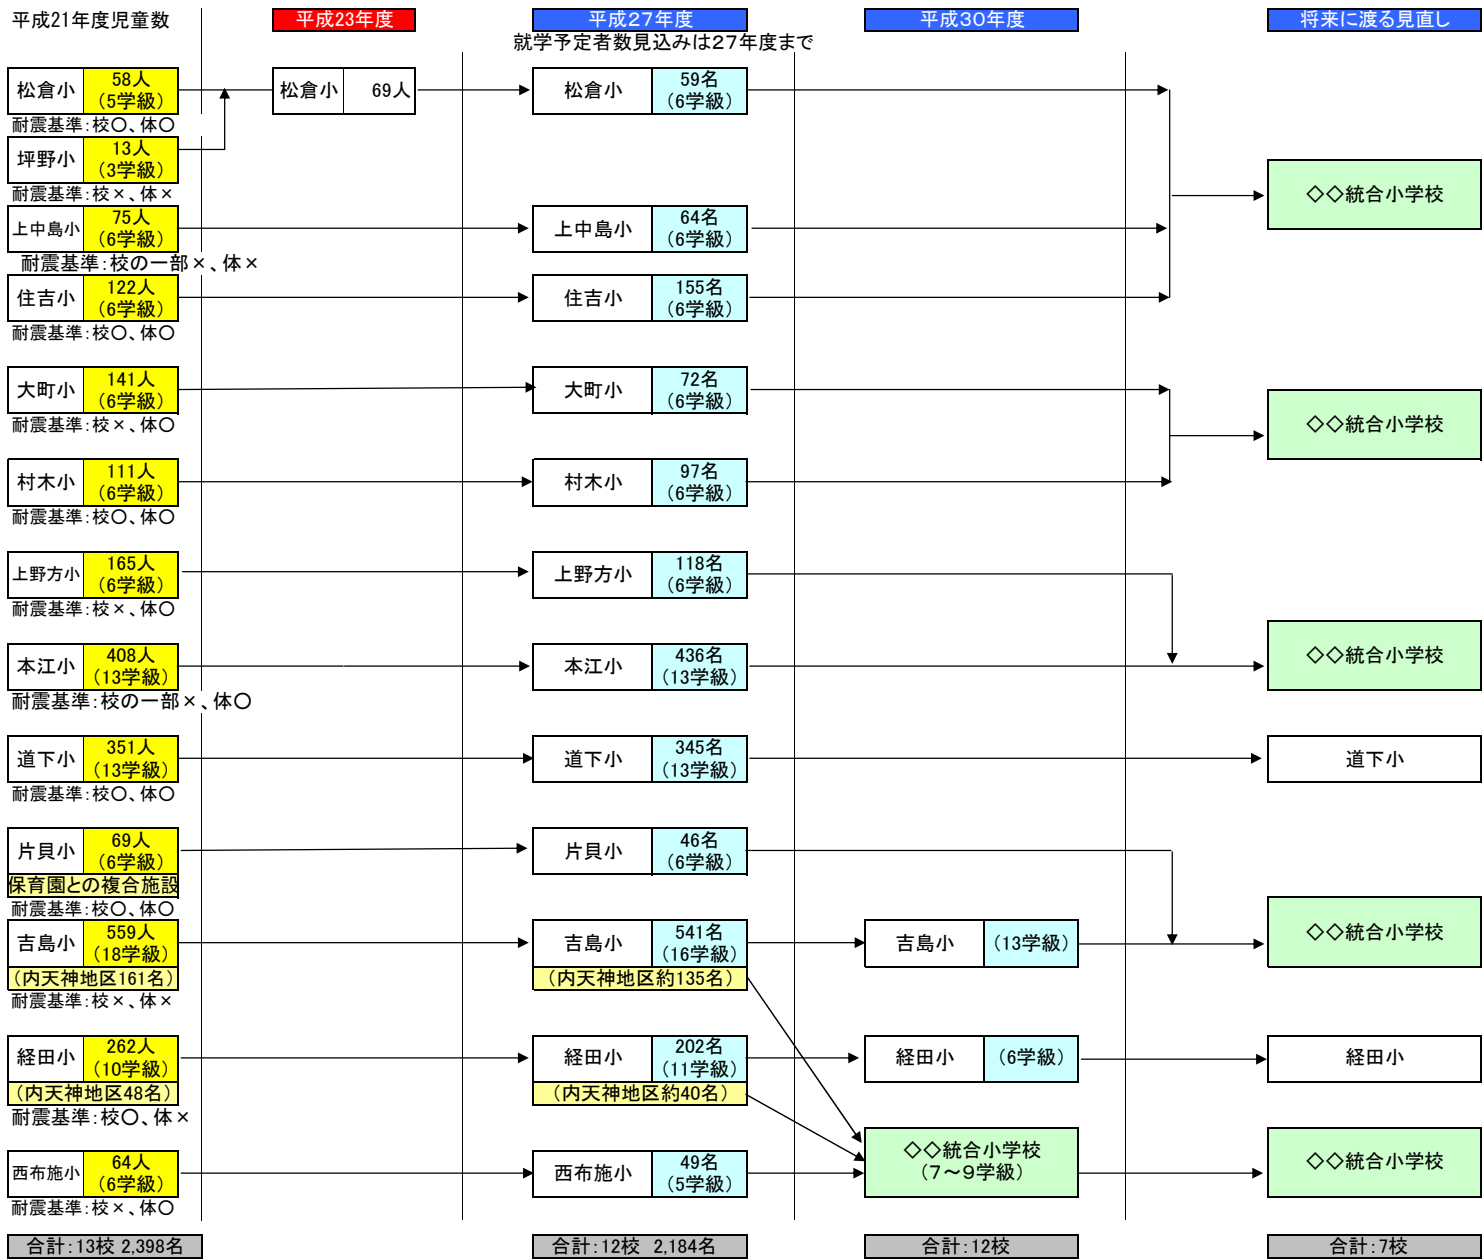 平成21年度児童数
平成23年度
平成27年度
平成30年度
将来に渡る見直し
就学予定者数見込みは27年度まで
松倉小
58人
(5学級)
耐震基準:校○、体○
松倉小
69人
松倉小
59名
(6学級)
坪野小
13人
(3学級)
耐震基準:校×、体×
◇◇統合小学校
上中島小
75人
(6学級)
耐震基準:校の一部×、体×
上中島小
64名
(6学級)
住吉小
122人
(6学級)
耐震基準:校○、体○
住吉小
155名
(6学級)
大町小
141人
(6学級)
耐震基準:校×、体○
大町小
72名
(6学級)
◇◇統合小学校
村木小
111人
(6学級)
耐震基準:校○、体○
村木小
97名
(6学級)
上野方小
165人
(6学級)
耐震基準:校×、体○
上野方小
118名
(6学級)
本江小
408人
(13学級)
耐震基準:校の一部×、体○
本江小
436名
(13学級)
◇◇統合小学校
道下小
351人
(13学級)
耐震基準:校○、体○
道下小
345名
(13学級)
道下小
片貝小
69人
(6学級)
保育園との複合施設
耐震基準:校○、体○
片貝小
46名
(6学級)
吉島小
559人
(18学級)
(内天神地区161名)
耐震基準:校×、体×
吉島小
541名
(16学級)
(内天神地区約135名)
吉島小
(13学級)
◇◇統合小学校
経田小
262人
(10学級)
(内天神地区48名)
耐震基準:校○、体×
経田小
202名
(11学級)
(内天神地区約40名)
経田小
(6学級)
経田小
西布施小
64人
(6学級)
耐震基準:校×、体○
西布施小
49名
(5学級)
◇◇統合小学校
(7～9学級)
◇◇統合小学校
合計:13校 2,398名
合計:12校 2,184名
合計:12校
合計:7校